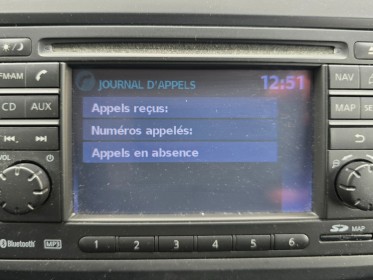 JOURNAL D'APPELS 12:51
Appels reçus:
Numéros appelés:
Appels en absence
FM•AM
CD AUX
VOL
Bluetooth MP3
NAV
MAP
SD MAP
1 2 3 4 5 6